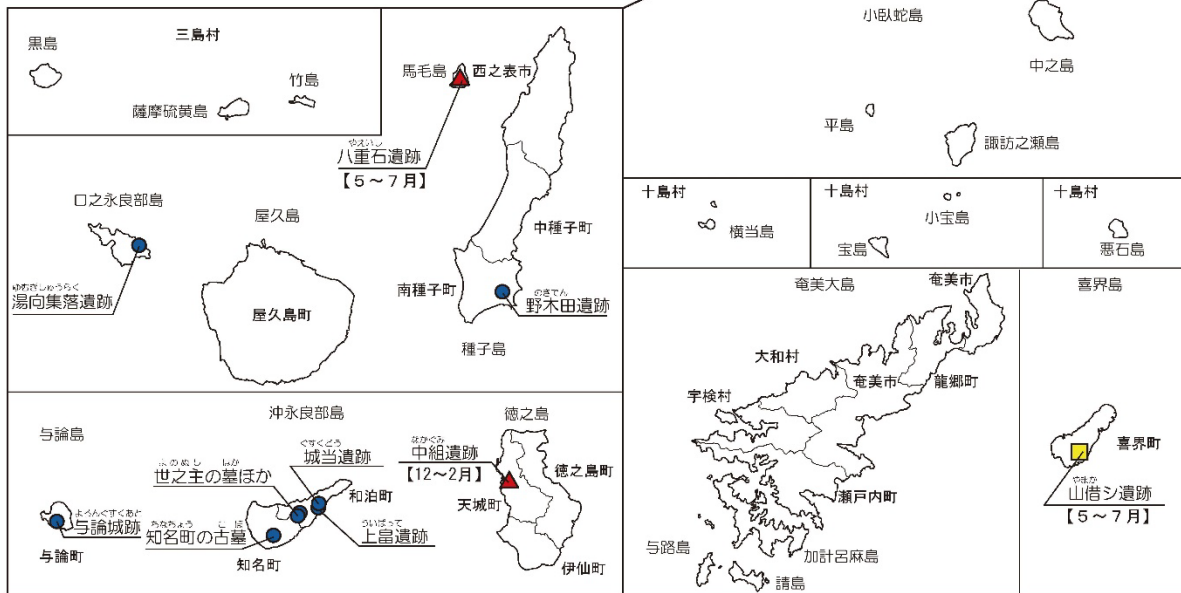 三島村
黒島
竹島
薩摩硫黄島
馬毛島
西之表市
やえいし
八重石遺跡
【5～7月】
口之永良部島
屋久島
中種子町
ゆむぎしゅうらく
湯向集落遺跡
屋久島町
南種子町
のきでん
野木田遺跡
種子島
小臥蛇島
中之島
平島
諏訪之瀬島
十島村
横当島
十島村
小宝島
宝島
十島村
悪石島
与論島
沖永良部島
徳之島
ぐすくどう
城当遺跡
よのぬし はか
世之主の墓ほか
和泊町
なかぐみ
中組遺跡
【12～2月】
徳之島町
天城町
よろんぐすくあと
与論城跡
ちなちょう こぼ
知名町の古墓
ういばって
上畠遺跡
与論町
知名町
伊仙町
奄美大島
奄美市
大和村
奄美市
龍郷町
宇検村
瀬戸内町
与路島
加計呂麻島
請島
喜界島
喜界町
やまか
山借シ遺跡
【5～7月】